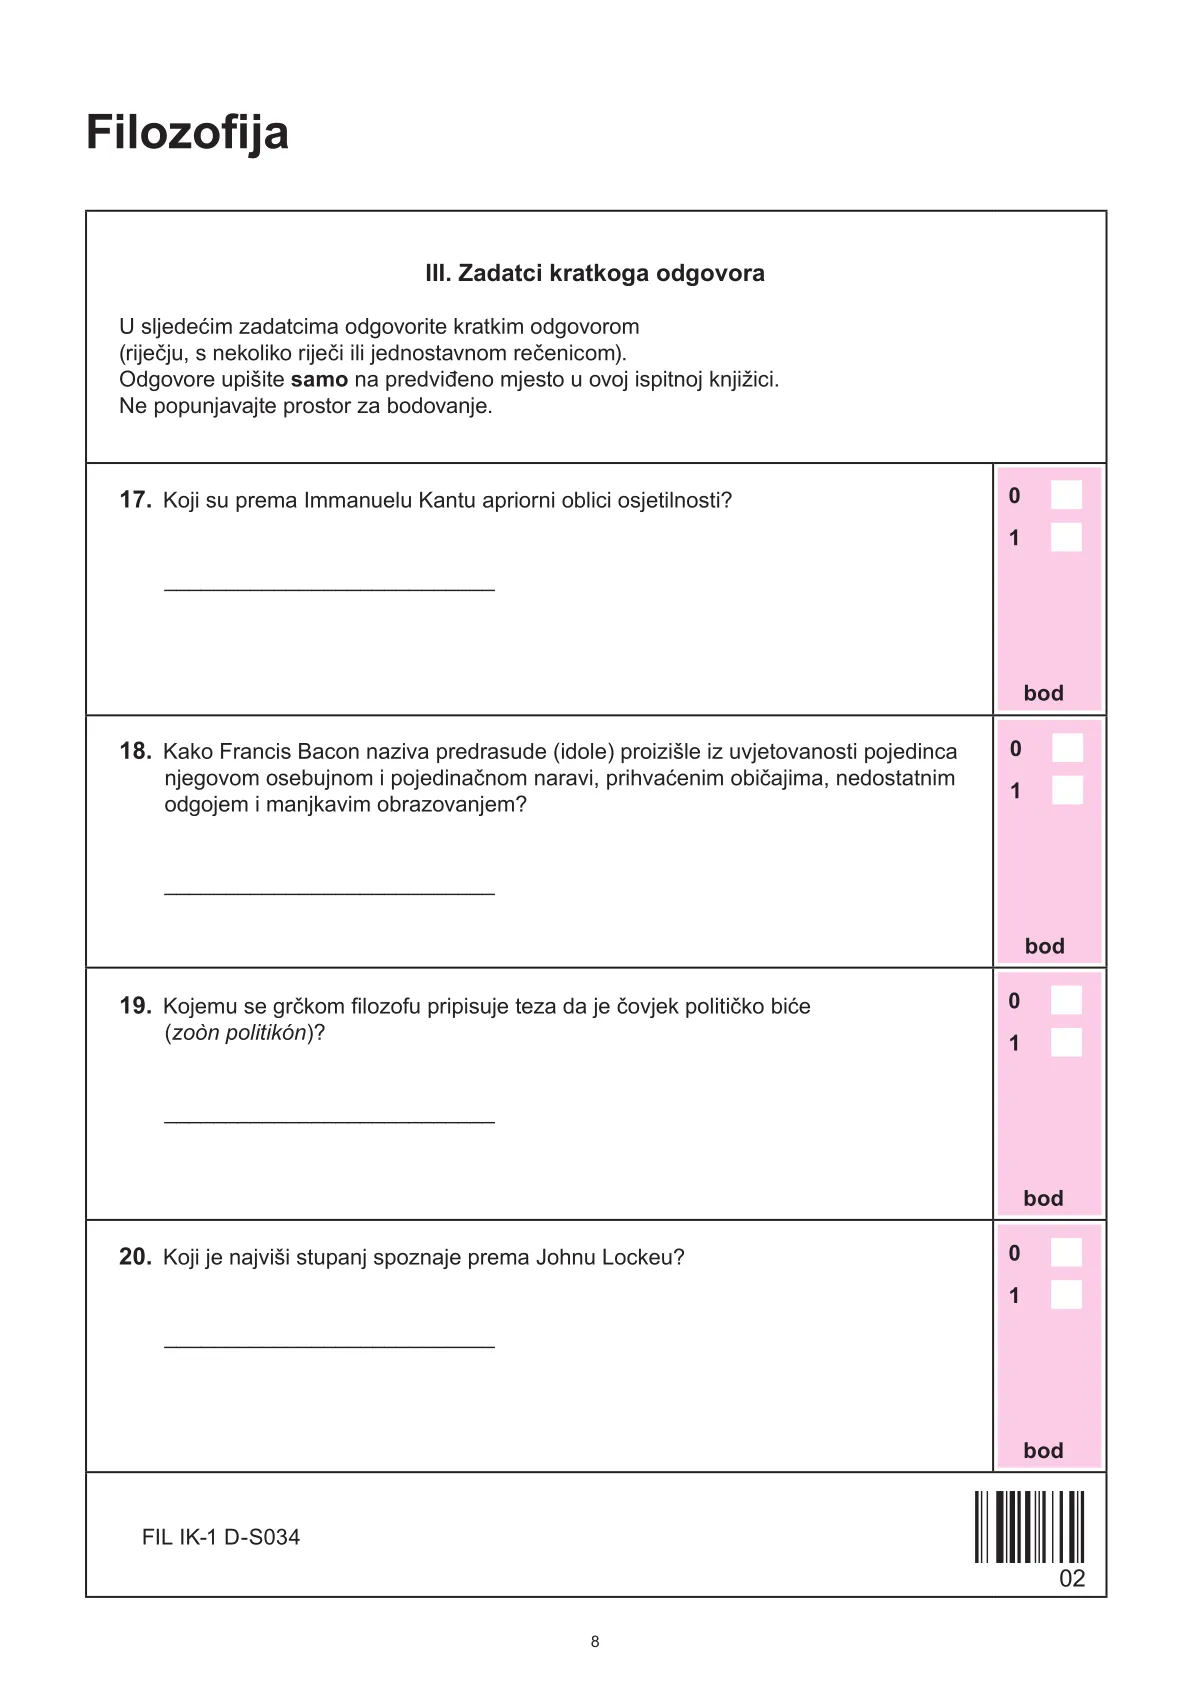 Filozofija
III. Zadatci kratkoga odgovora
U sljedećim zadatcima odgovorite kratkim odgovorom
(riječju, s nekoliko riječi ili jednostavnom rečenicom).
Odgovore upišite samo na predviđeno mjesto u ovoj ispitnoj knjižici.
Ne popunjavajte prostor za bodovanje.
17. Koji su prema Immanuelu Kantu apriorni oblici osjetilnosti?
0
1
bod
18. Kako Francis Bacon naziva predrasude (idole) proizišle iz uvjetovanosti pojedinca
njegovom osebujnom i pojedinačnom naravi, prihvaćenim običajima, nedostatnim
odgojem i manjkavim obrazovanjem?
0
1
bod
19. Kojemu se grčkom filozofu pripisuje teza da je čovjek političko biće
(zoòn politikón)?
0
1
bod
20. Koji je najviši stupanj spoznaje prema Johnu Lockeu?
0
1
bod
FIL IK-1 D-S034
02
8